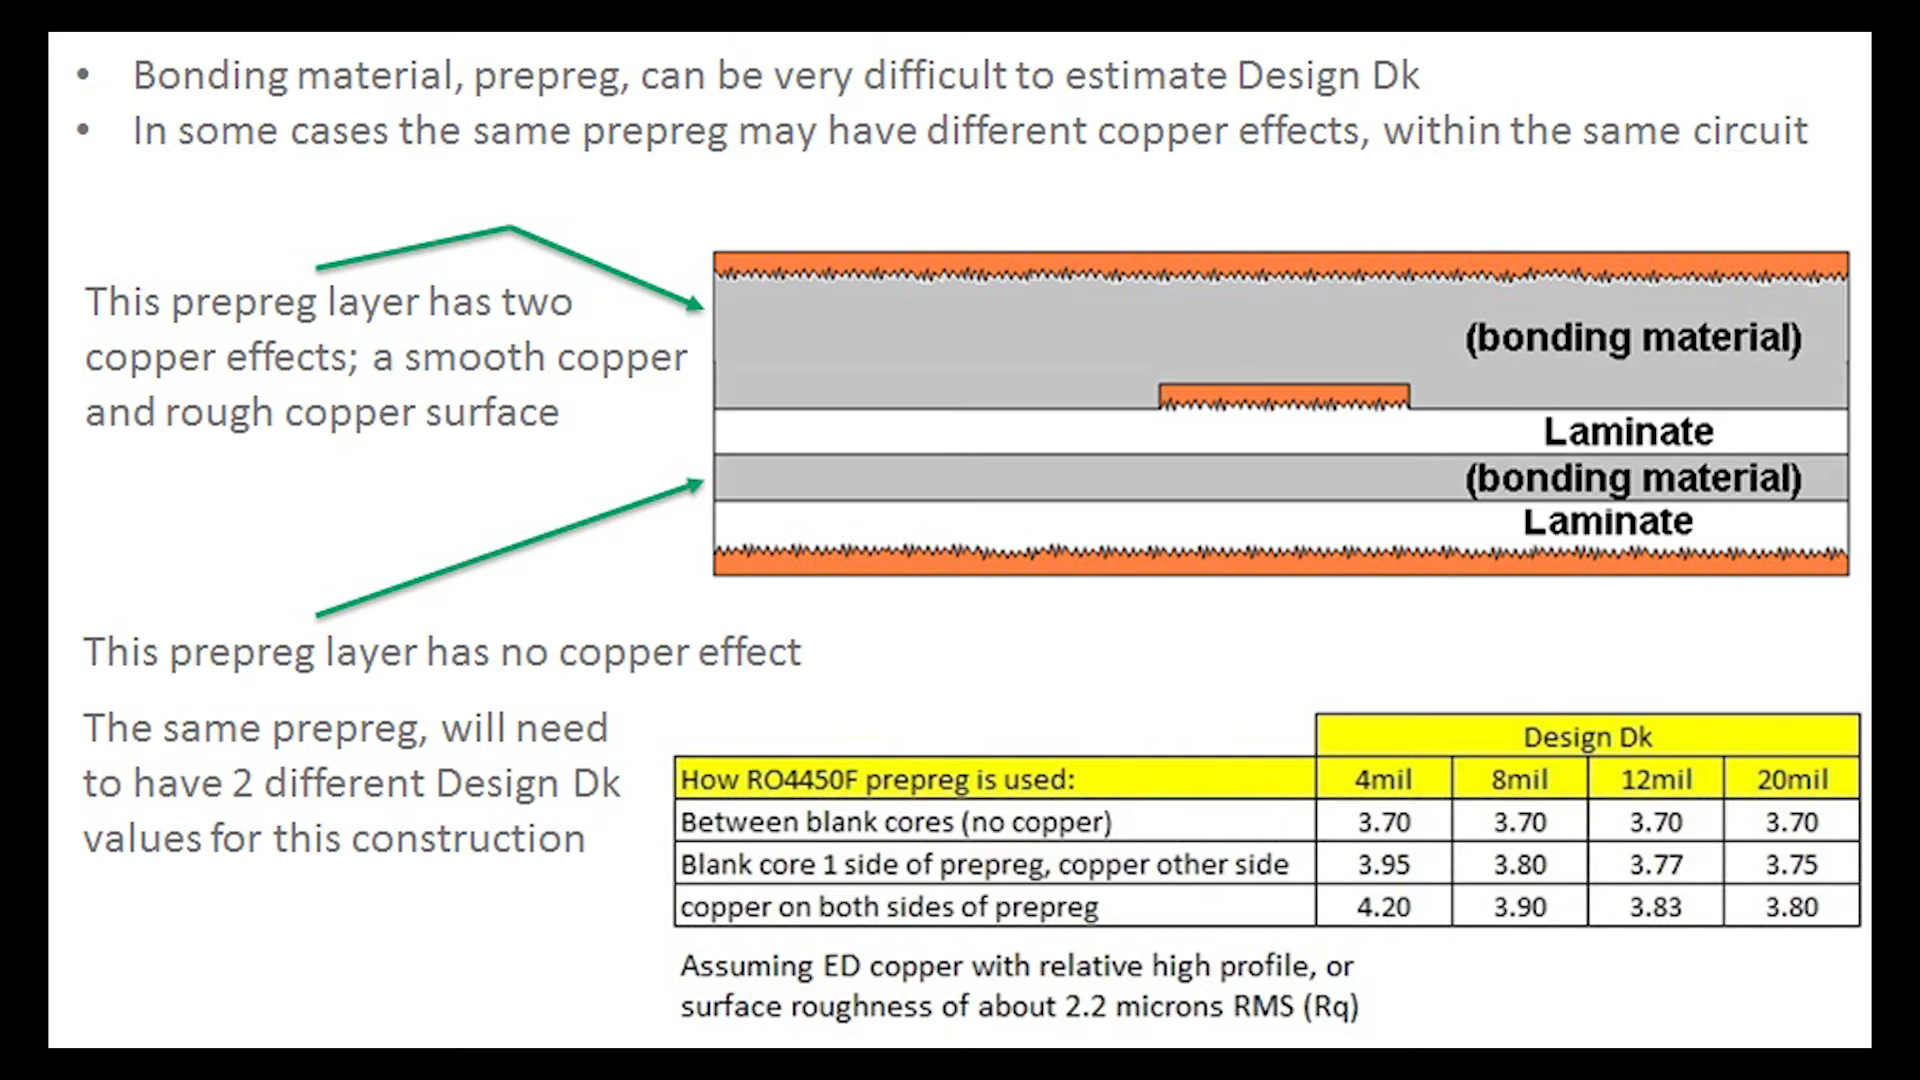 • Bonding material, prepreg, can be very difficult to estimate Design Dk
• In some cases the same prepreg may have different copper effects, within the same circuit
This prepreg layer has two
copper effects; a smooth copper
and rough copper surface
(bonding material)
Laminate
(bonding material)
Laminate
This prepreg layer has no copper effect
The same prepreg, will need
to have 2 different Design Dk
values for this construction
Design Dk
How RO4450F prepreg is used: 4mil 8mil 12mil 20mil
Between blank cores (no copper) 3.70 3.70 3.70 3.70
Blank core 1 side of prepreg, copper other side 3.95 3.80 3.77 3.75
copper on both sides of prepreg 4.20 3.90 3.83 3.80
Assuming ED copper with relative high profile, or
surface roughness of about 2.2 microns RMS (Rq)